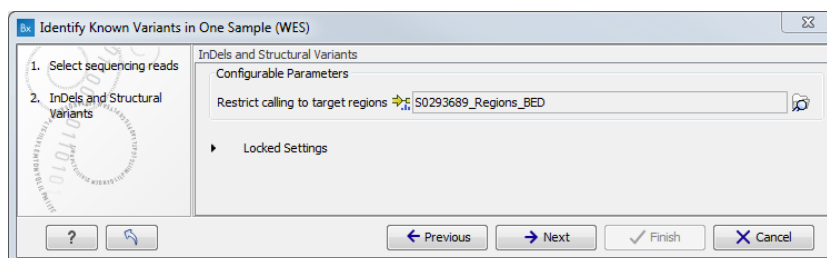 Bx Identify Known Variants in One Sample (WES)
1. Select sequencing reads
2. InDels and Structural
Variants
InDels and Structural Variants
Configurable Parameters
Restrict calling to target regions S0293689_Regions_BED
Locked Settings
? Previous Next Finish Cancel